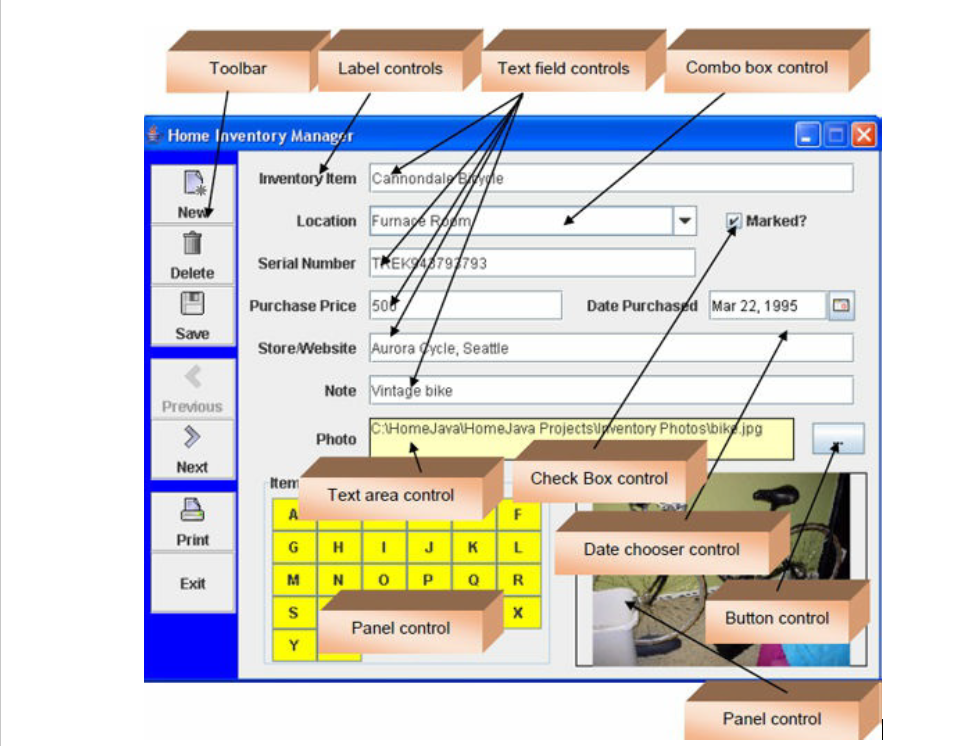 Toolbar
Label controls
Text field controls
Combo box control
Home Inventory Manager
New
Delete
Save
Previous
Next
Print
Exit
Inventory Item Cannondale Bicycle
Location Furnace Room Marked?
Serial Number TREK943793793
Purchase Price 500 Date Purchased Mar 22, 1995
Store/Website Aurora Cycle, Seattle
Note Vintage bike
Photo C:\HomeJava\HomeJava Projects\Inventory Photos\bike.jpg ...
Text area control
Check Box control
Item
A F
G H I J K L
M N O P Q R
S X
Y
Date chooser control
Panel control
Button control
Panel control